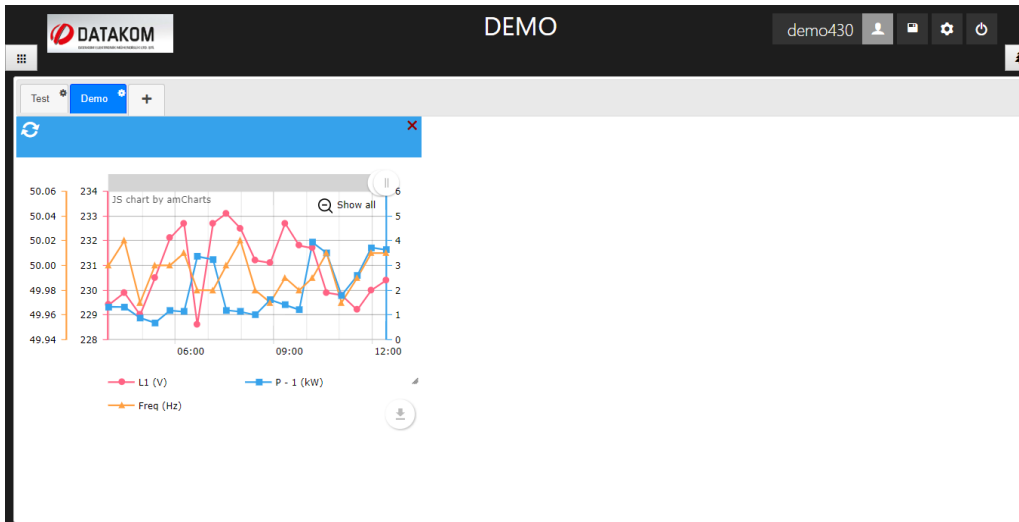 DATAKOM
DEMO
demo430
Test
Demo
+
JS chart by amCharts
Show all
50.06 234 6
50.04 233 5
50.02 232 4
50.00 231 3
49.98 230 2
49.96 229 1
49.94 228 0
06:00 09:00 12:00
L1 (V) P - 1 (kW)
Freq (Hz)